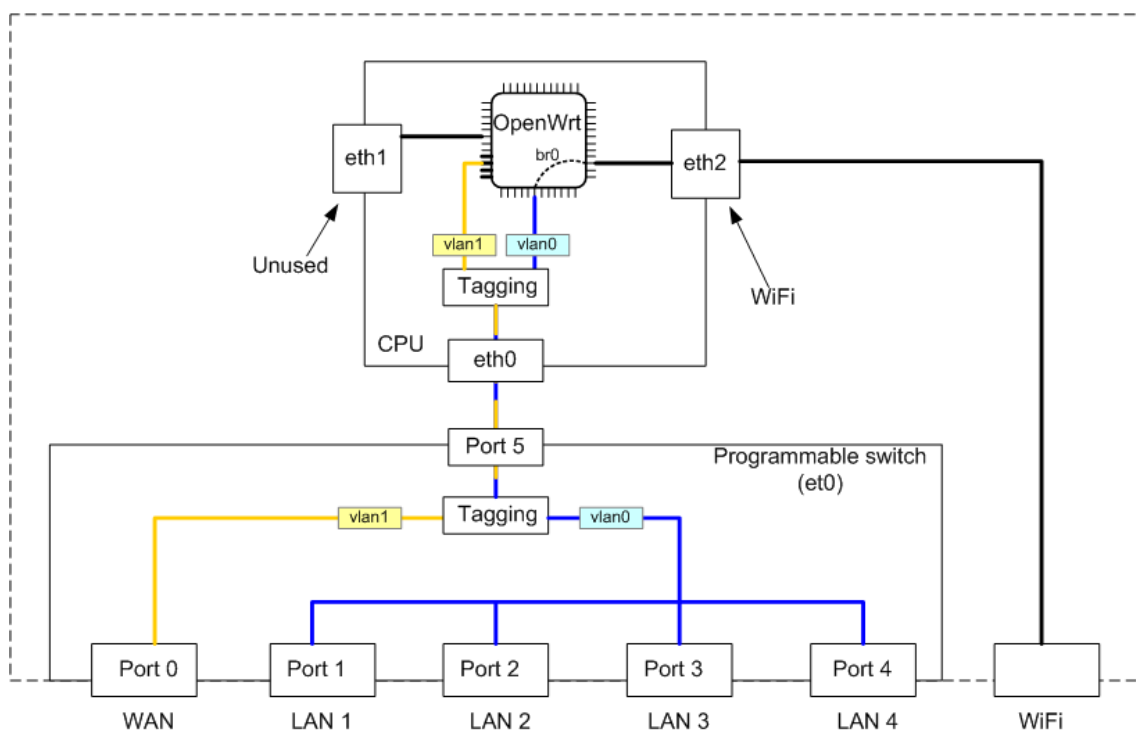 OpenWrt
br0
eth1
eth2
vlan1
vlan0
Unused
Tagging
WiFi
CPU
eth0
Port 5
Programmable switch
(et0)
Tagging
vlan1
vlan0
Port 0
Port 1
Port 2
Port 3
Port 4
WAN
LAN 1
LAN 2
LAN 3
LAN 4
WiFi